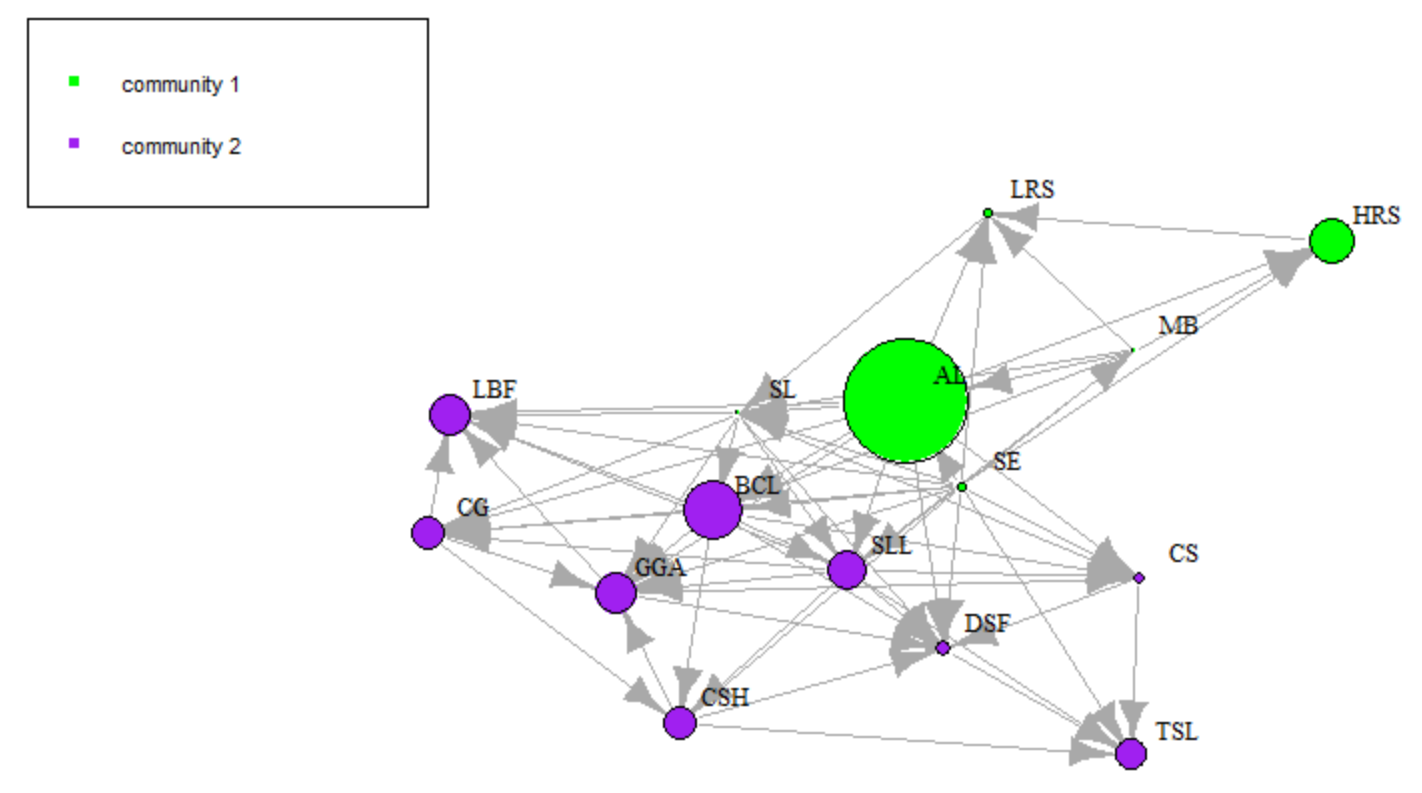 community 1
community 2
LRS
HRS
MB
AL
SL
LBF
SE
BCL
CG
SLL
CS
GGA
DSF
CSH
TSL